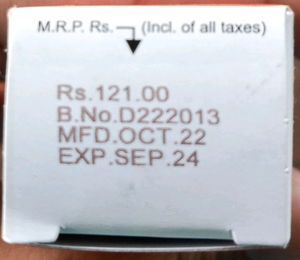 M.R.P. Rs. (Incl. of all taxes)
Rs.121.00
B.No.D222013
MFD.OCT.22
EXP.SEP.24